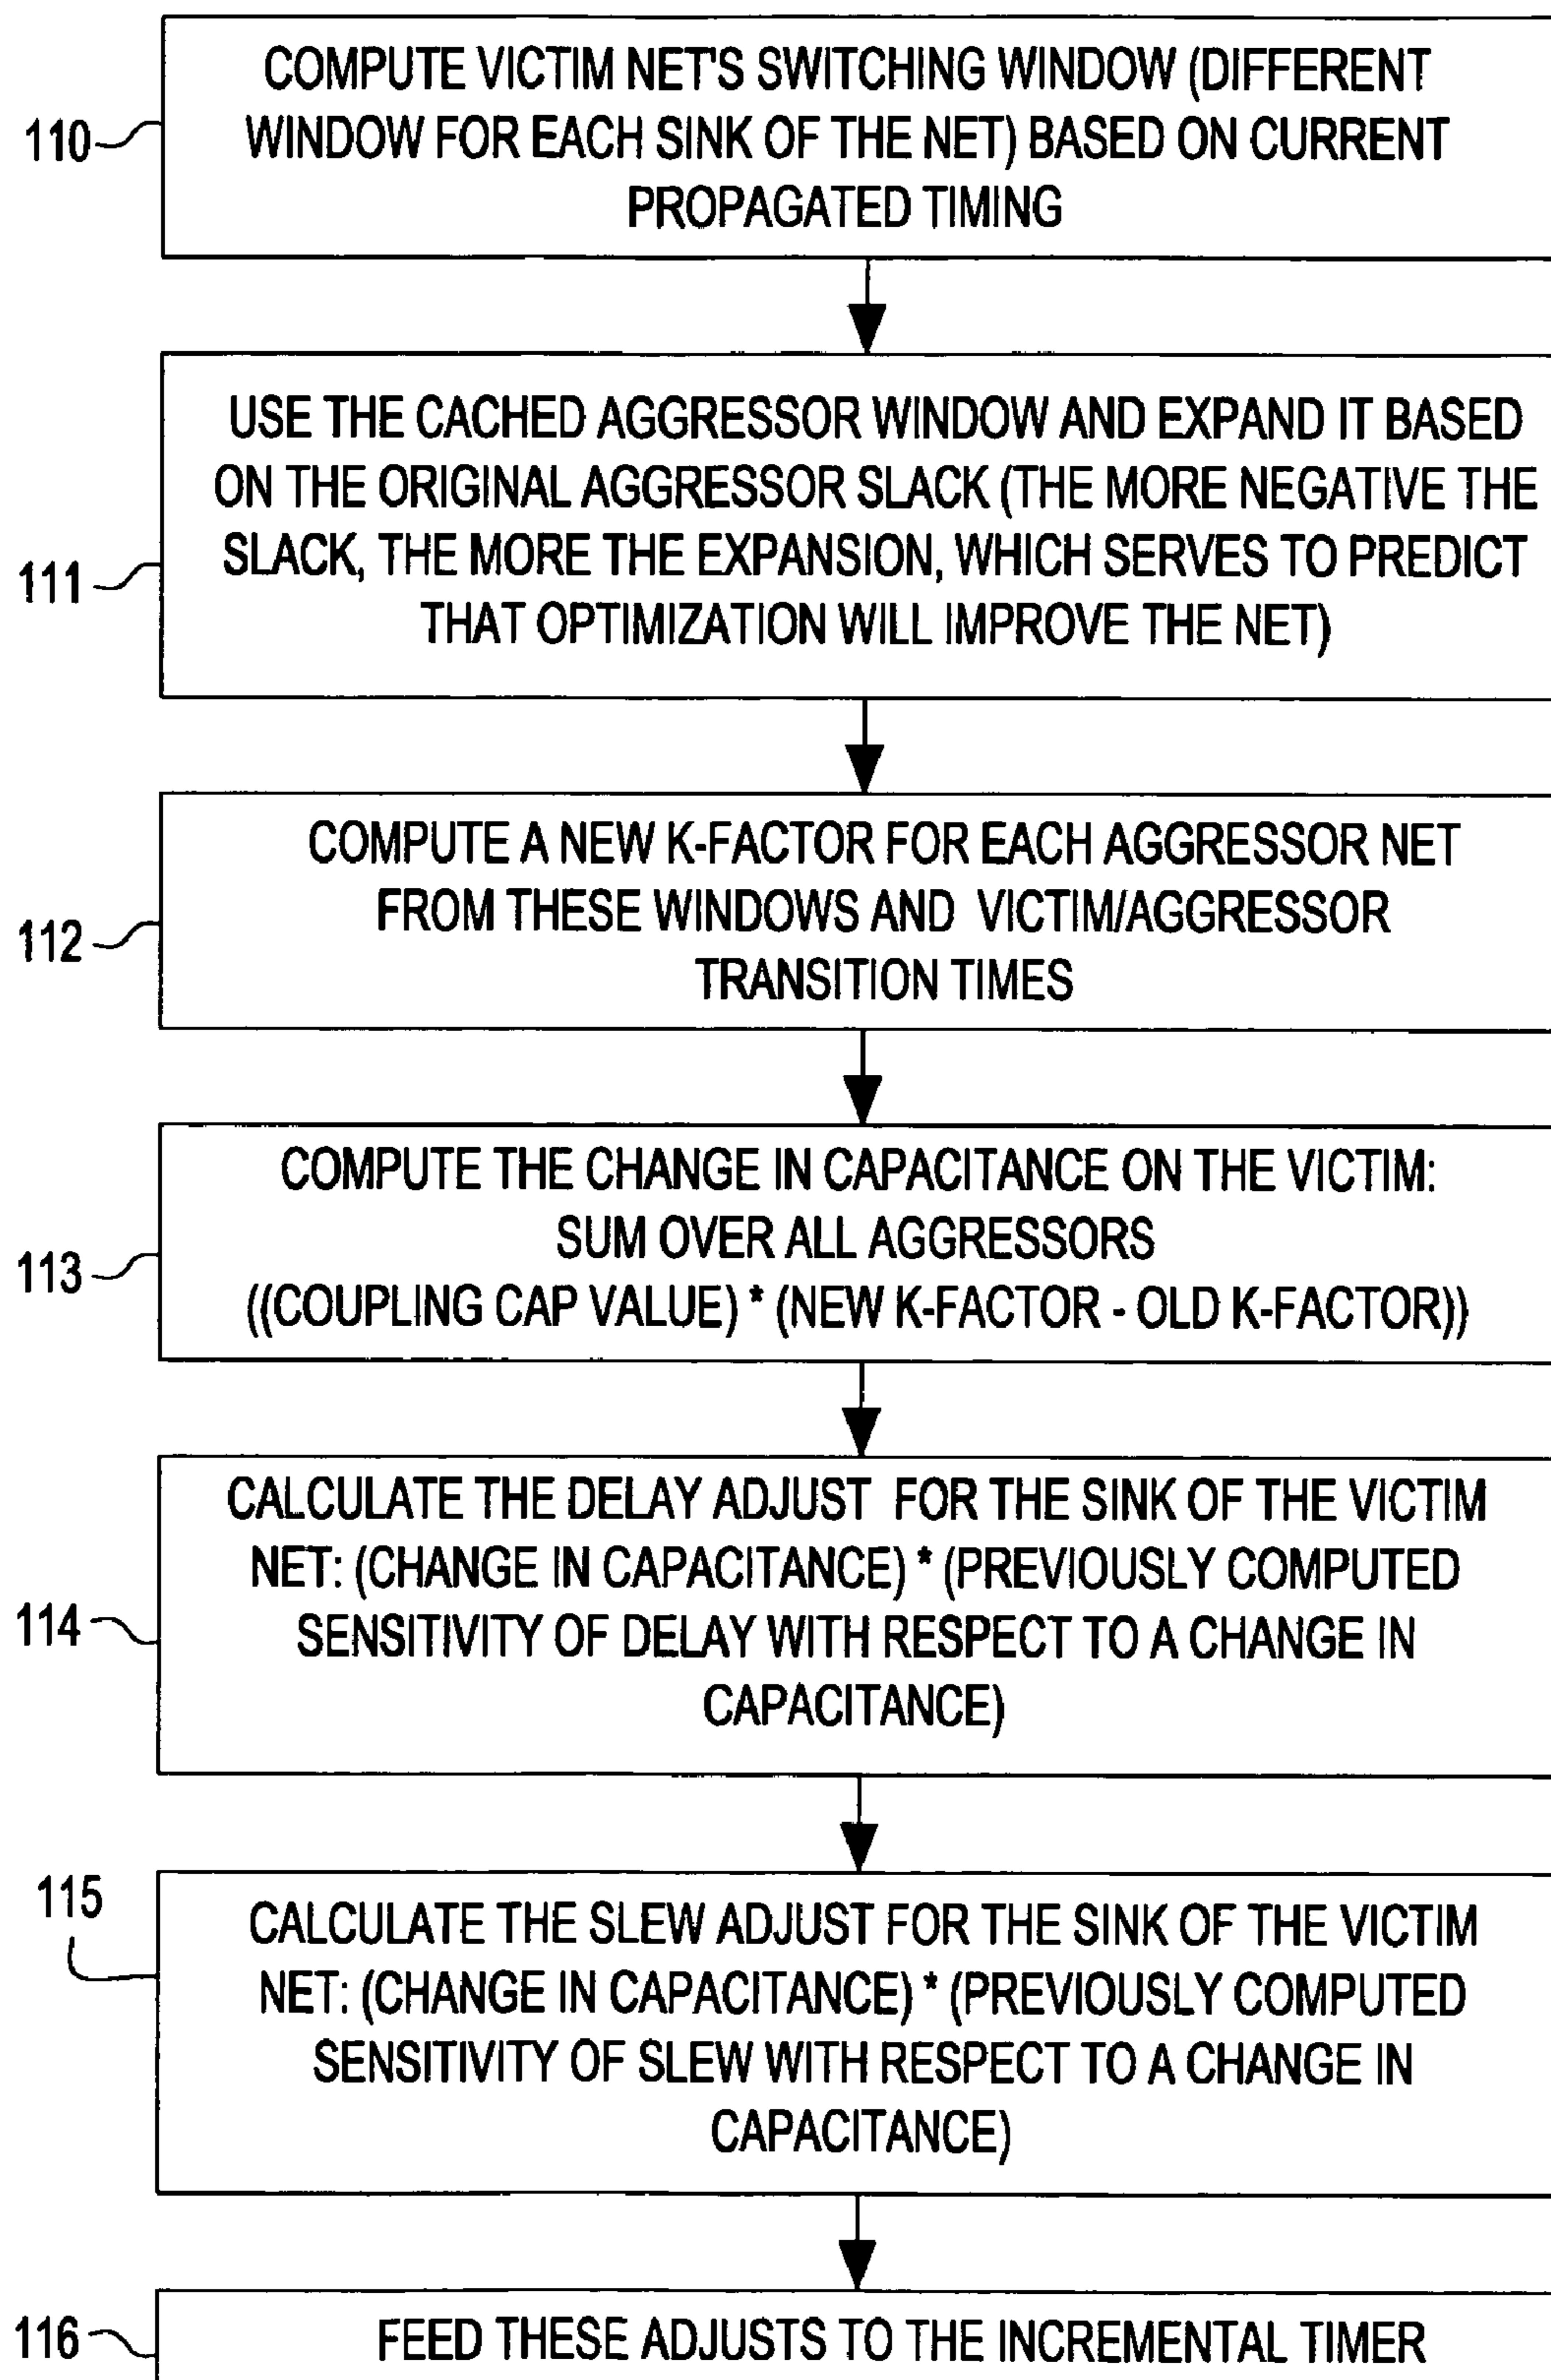 COMPUTE VICTIM NET'S SWITCHING WINDOW (DIFFERENT
WINDOW FOR EACH SINK OF THE NET) BASED ON CURRENT
PROPAGATED TIMING
110
USE THE CACHED AGGRESSOR WINDOW AND EXPAND IT BASED
ON THE ORIGINAL AGGRESSOR SLACK (THE MORE NEGATIVE THE
SLACK, THE MORE THE EXPANSION, WHICH SERVES TO PREDICT
THAT OPTIMIZATION WILL IMPROVE THE NET)
111
COMPUTE A NEW K-FACTOR FOR EACH AGGRESSOR NET
FROM THESE WINDOWS AND VICTIM/AGGRESSOR
TRANSITION TIMES
112
COMPUTE THE CHANGE IN CAPACITANCE ON THE VICTIM:
SUM OVER ALL AGGRESSORS
((COUPLING CAP VALUE) * (NEW K-FACTOR - OLD K-FACTOR))
113
CALCULATE THE DELAY ADJUST FOR THE SINK OF THE VICTIM
NET: (CHANGE IN CAPACITANCE) * (PREVIOUSLY COMPUTED
SENSITIVITY OF DELAY WITH RESPECT TO A CHANGE IN
CAPACITANCE)
114
115
CALCULATE THE SLEW ADJUST FOR THE SINK OF THE VICTIM
NET: (CHANGE IN CAPACITANCE) * (PREVIOUSLY COMPUTED
SENSITIVITY OF SLEW WITH RESPECT TO A CHANGE IN
CAPACITANCE)
116
FEED THESE ADJUSTS TO THE INCREMENTAL TIMER